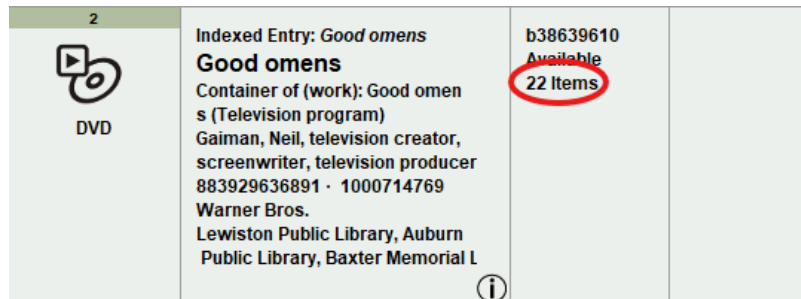 2
DVD
Indexed Entry: Good omens
Good omens
Container of (work): Good omen
s (Television program)
Gaiman, Neil, television creator,
screenwriter, television producer
883929636891 · 1000714769
Warner Bros.
Lewiston Public Library, Auburn
Public Library, Baxter Memorial L
b38639610
Available
22 Items